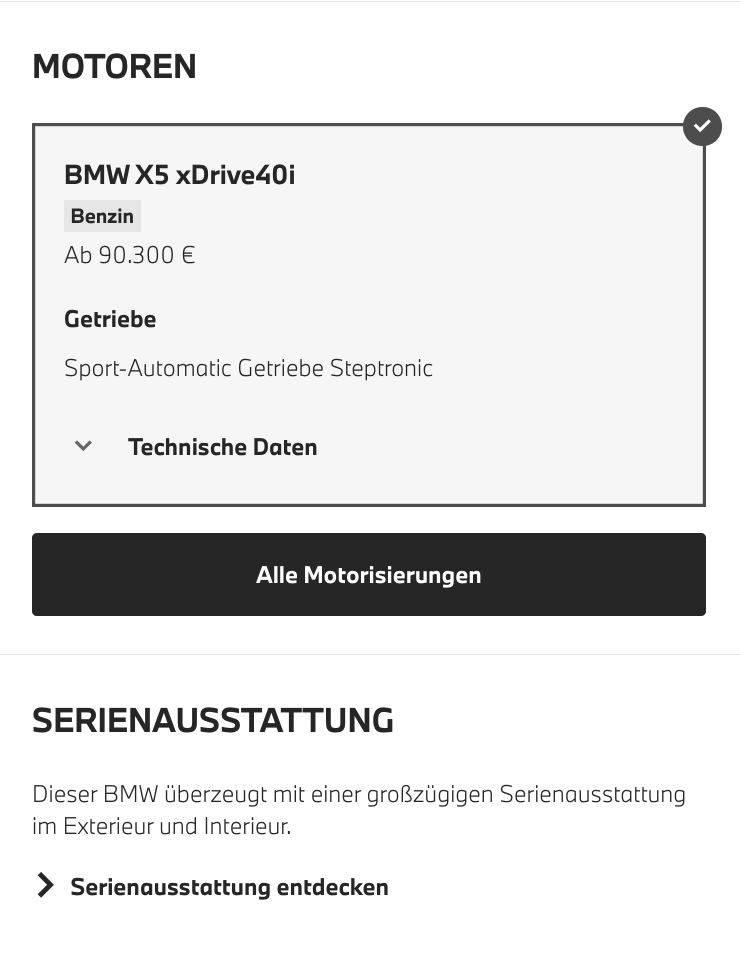 MOTOREN
BMW X5 xDrive40i
Benzin
Ab 90.300 €
Getriebe
Sport-Automatic Getriebe Steptronic
Technische Daten
Alle Motorisierungen
SERIENAUSSTATTUNG
Dieser BMW überzeugt mit einer großzügigen Serienausstattung
im Exterieur und Interieur.
Serienausstattung entdecken